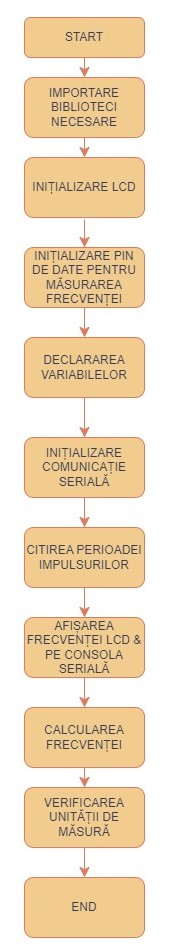 START
IMPORTARE
BIBLIOTECI
NECESARE
INIȚIALIZARE LCD
INIȚIALIZARE PIN
DE DATE PENTRU
MĂSURAREA
FRECVENȚEI
DECLARAREA
VARIABILELOR
INIȚIALIZARE
COMUNICAȚIE
SERIALĂ
CITIREA PERIOADEI
IMPULSURILOR
AFIȘAREA
FRECVENȚEI LCD &
PE CONSOLA
SERIALĂ
CALCULAREA
FRECVENȚEI
VERIFICAREA
UNITĂȚII DE
MĂSURĂ
END